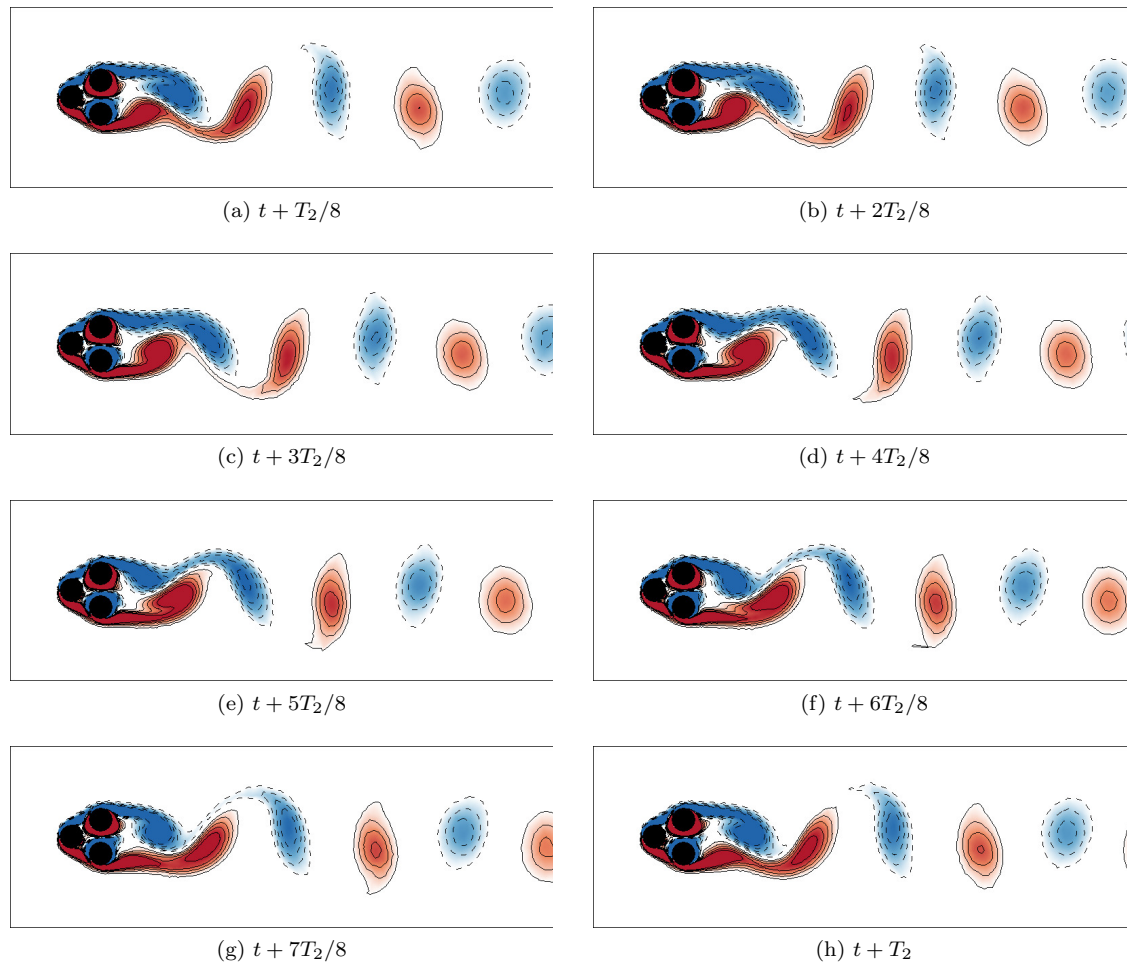 (a) t + T₂/8
(b) t + 2T₂/8
(c) t + 3T₂/8
(d) t + 4T₂/8
(e) t + 5T₂/8
(f) t + 6T₂/8
(g) t + 7T₂/8
(h) t + T₂